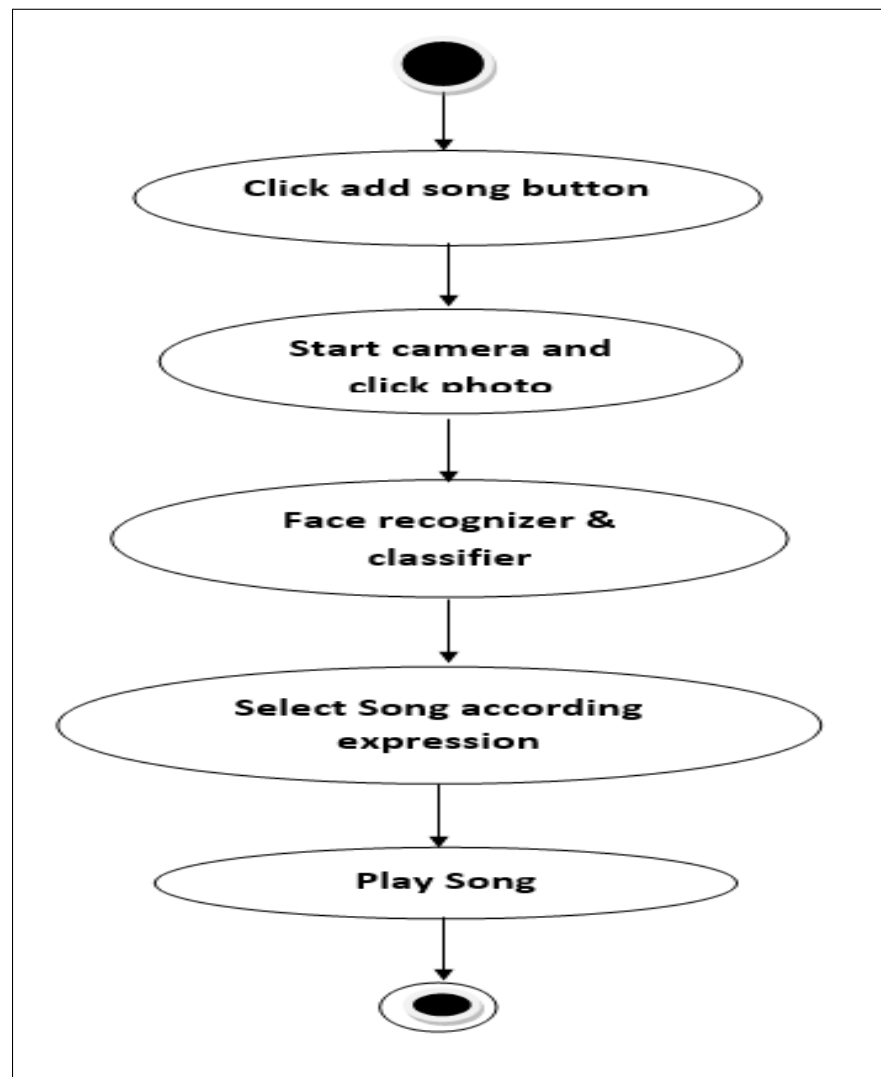 Click add song button
Start camera and
click photo
Face recognizer &
classifier
Select Song according
expression
Play Song